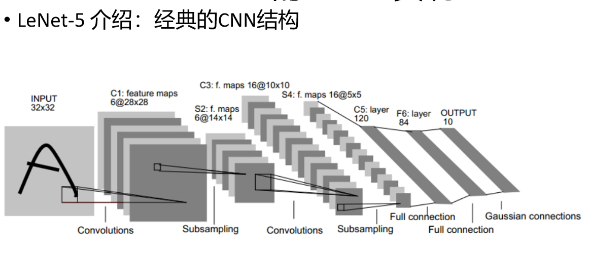 • LeNet-5 介绍：经典的CNN结构
INPUT
32x32
C1: feature maps
6@28x28
S2: f. maps
6@14x14
C3: f. maps 16@10x10
S4: f. maps 16@5x5
C5: layer
120
F6: layer
84
OUTPUT
10
Convolutions
Subsampling
Convolutions
Subsampling
Full connection
Full connection
Gaussian connections